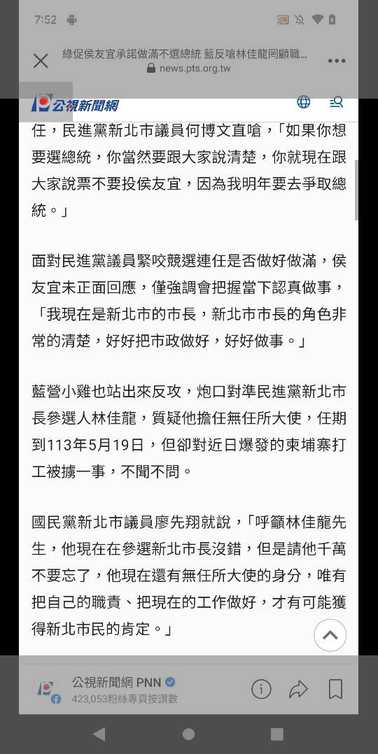 7:52
綠促侯友宜承諾做滿不選總統 藍反嗆林佳龍罔顧職...
news.pts.org.tw
公視新聞網
任，民進黨新北市議員何博文直嗆，「如果你想
要選總統，你當然要跟大家說清楚，你就現在跟
大家說票不要投侯友宜，因為我明年要去爭取總
統。」
面對民進黨議員緊咬競選連任是否做好做滿，侯
友宜未正面回應，僅強調會把握當下認真做事，
「我現在是新北市的市長，新北市市長的角色非
常的清楚，好好把市政做好，好好做事。」
藍營小雞也站出來反攻，炮口對準民進黨新北市
長參選人林佳龍，質疑他擔任無任所大使，任期
到113年5月19日，但卻對近日爆發的柬埔寨打
工被擄一事，不聞不問。
國民黨新北市議員廖先翔就說，「呼籲林佳龍先
生，他現在在參選新北市長沒錯，但是請他千萬
不要忘了，他現在還有無任所大使的身分，唯有
把自己的職責、把現在的工作做好，才有可能獲
得新北市民的肯定。」
公視新聞網 PNN
423,053粉絲專頁按讚數